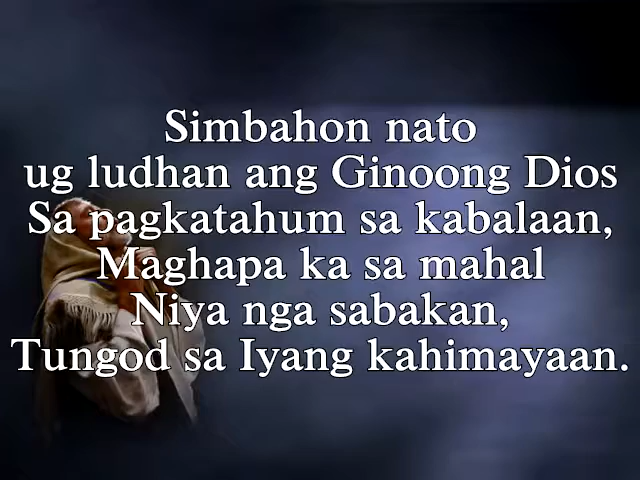 Simbahon nato
ug ludhan ang Ginoong Dios
Sa pagkatahum sa kabalaan,
Maghapa ka sa mahal
Niya nga sabakan,
Tungod sa Iyang kahimayaan.